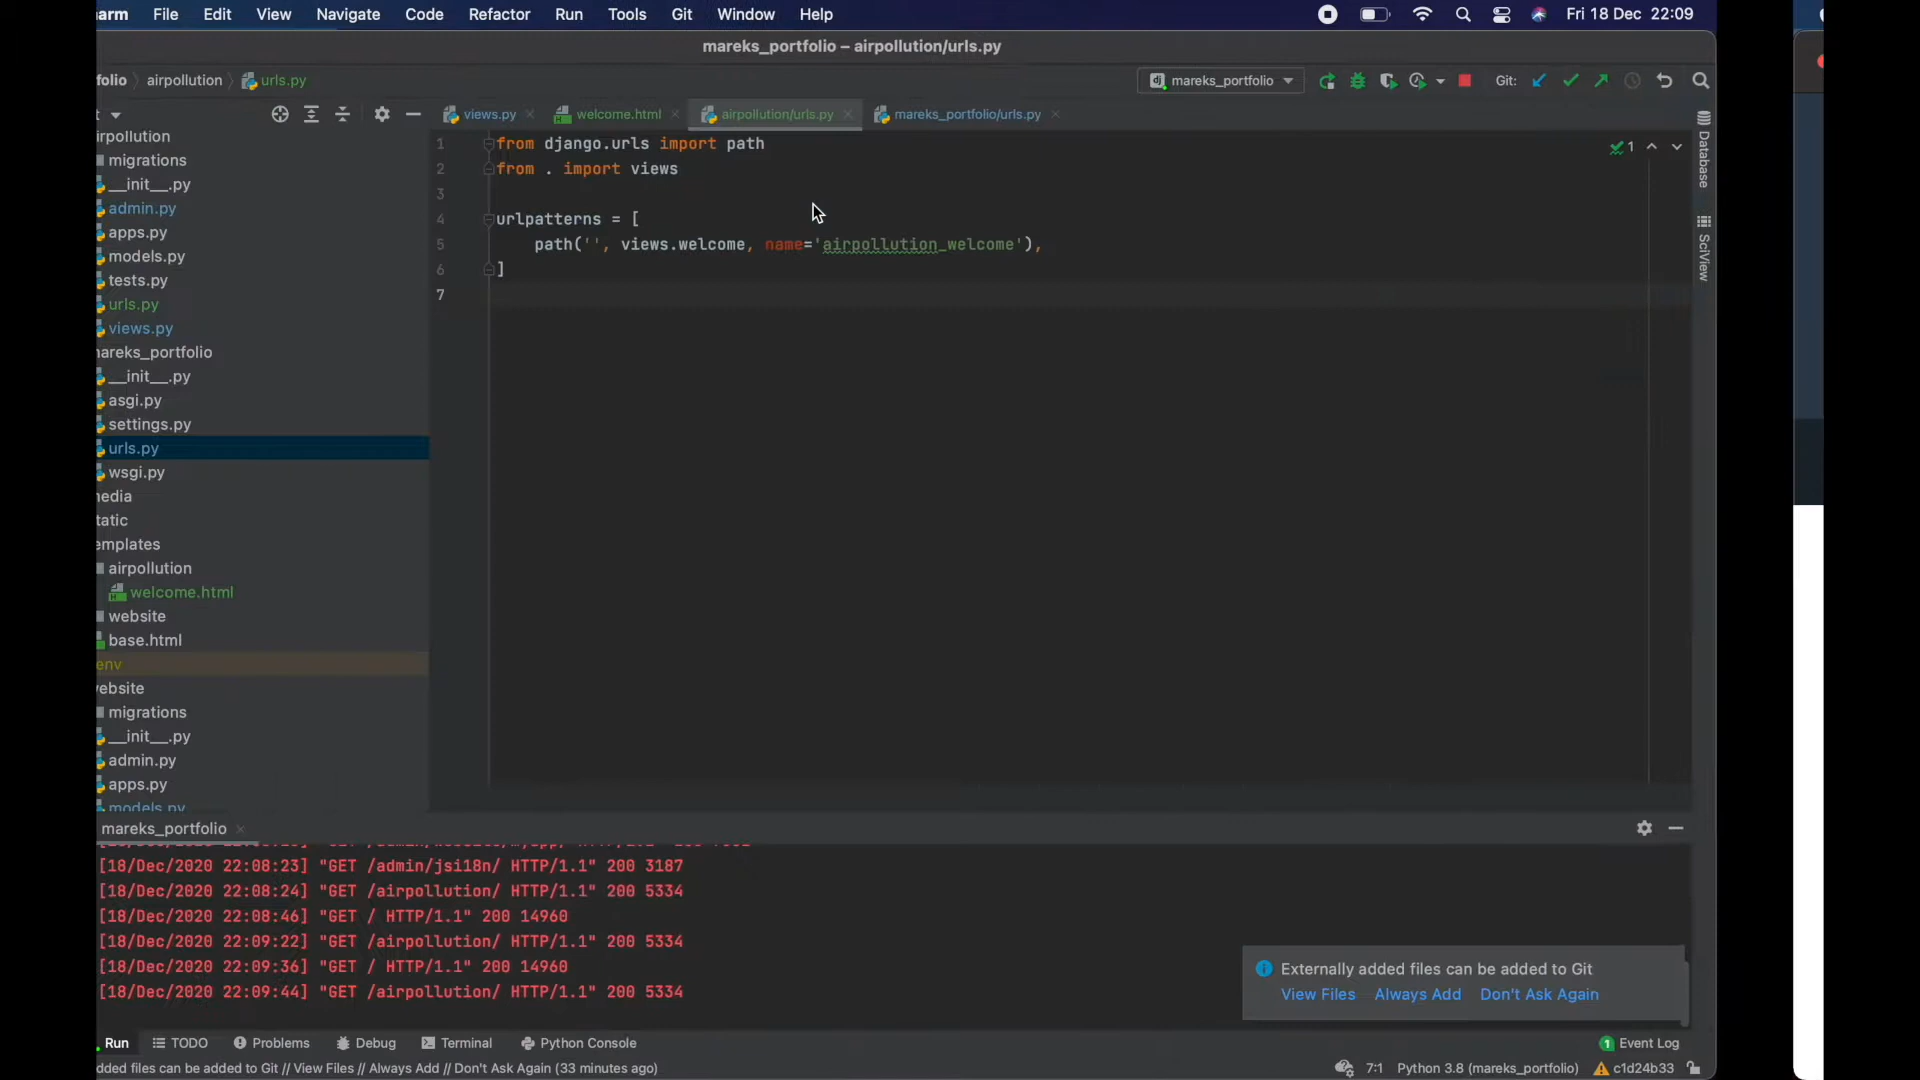 arm File Edit View Navigate Code Refactor Run Tools Git Window Help Fri 18 Dec 22:09
mareks_portfolio – airpollution/urls.py
folio airpollution urls.py mareks_portfolio Git:
views.py welcome.html airpollution/urls.py mareks_portfolio/urls.py
irpollution
migrations
__init__.py
admin.py
apps.py
models.py
tests.py
urls.py
views.py
nareks_portfolio
__init__.py
asgi.py
settings.py
urls.py
wsgi.py
nedia
tatic
emplates
airpollution
welcome.html
website
base.html
env
ebsite
migrations
__init__.py
admin.py
apps.py
models.py
1 from django.urls import path
2 from . import views
3
4 urlpatterns = [
5 path('', views.welcome, name='airpollution_welcome'),
6 ]
7
1
Database
SciView
mareks_portfolio
[18/Dec/2020 22:08:23] "GET /admin/jsi18n/ HTTP/1.1" 200 3187
[18/Dec/2020 22:08:24] "GET /airpollution/ HTTP/1.1" 200 5334
[18/Dec/2020 22:08:46] "GET / HTTP/1.1" 200 14960
[18/Dec/2020 22:09:22] "GET /airpollution/ HTTP/1.1" 200 5334
[18/Dec/2020 22:09:36] "GET / HTTP/1.1" 200 14960
[18/Dec/2020 22:09:44] "GET /airpollution/ HTTP/1.1" 200 5334
Externally added files can be added to Git
View Files Always Add Don't Ask Again
Run TODO Problems Debug Terminal Python Console 1 Event Log
dded files can be added to Git // View Files // Always Add // Don't Ask Again (33 minutes ago) 7:1 Python 3.8 (mareks_portfolio) c1d24b33